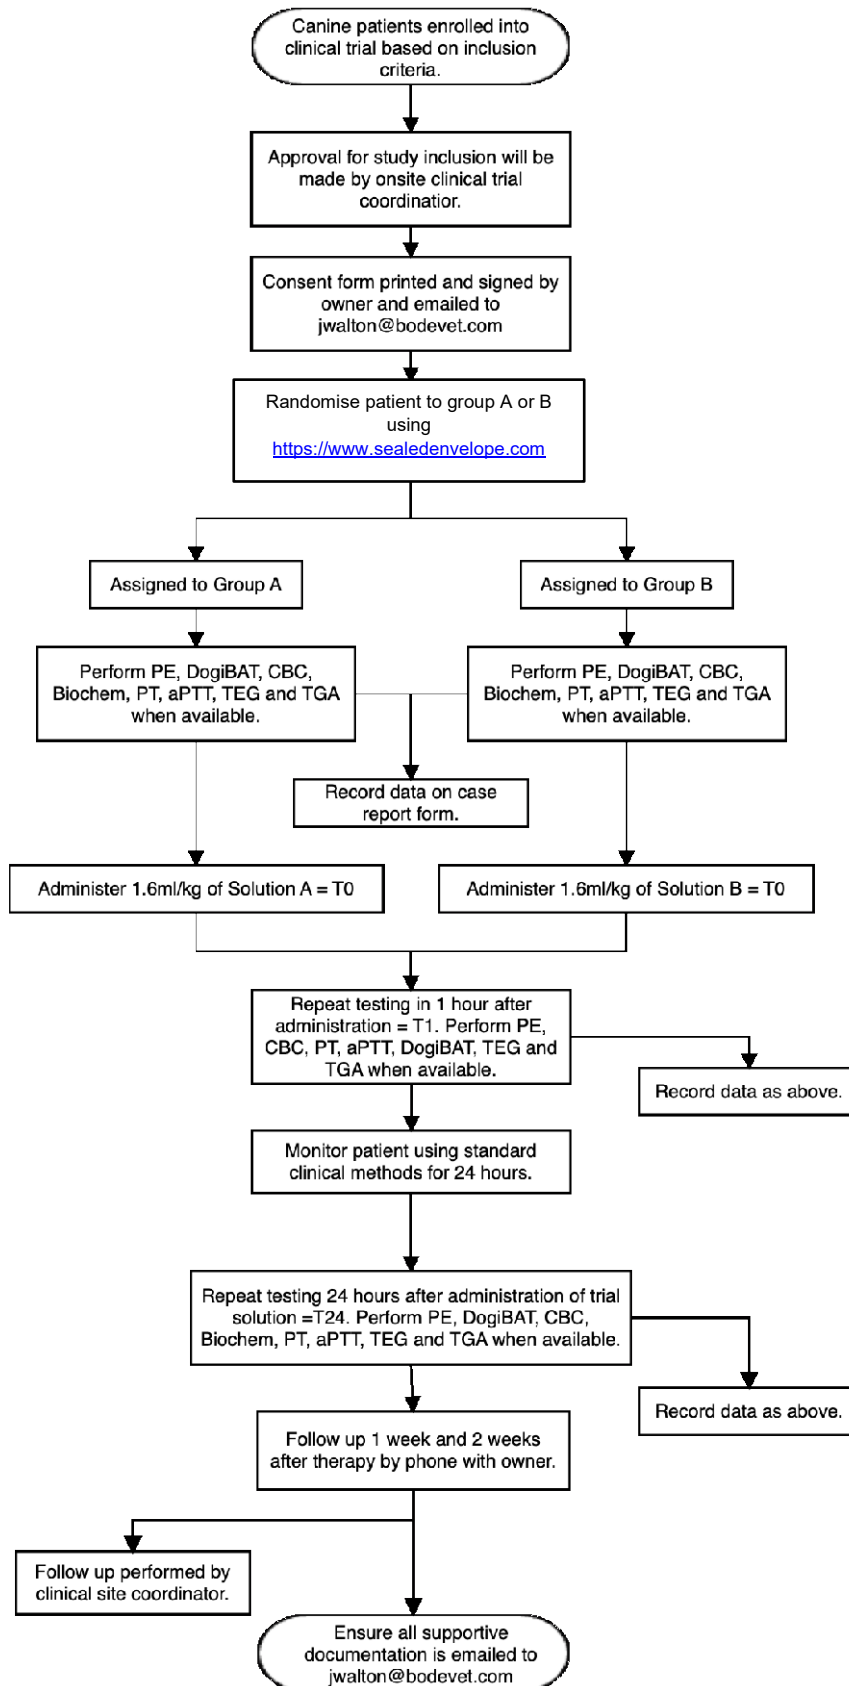 Canine patients enrolled into
clinical trial based on inclusion
criteria.
Approval for study inclusion will be
made by onsite clinical trial
coordinatior.
Consent form printed and signed by
owner and emailed to
jwalton@bodevet.com
Randomise patient to group A or B
using
https://www.sealedenvelope.com
Assigned to Group A
Assigned to Group B
Perform PE, DogiBAT, CBC,
Biochem, PT, aPTT, TEG and TGA
when available.
Perform PE, DogiBAT, CBC,
Biochem, PT, aPTT, TEG and TGA
when available.
Record data on case
report form.
Administer 1.6ml/kg of Solution A = T0
Administer 1.6ml/kg of Solution B = T0
Repeat testing in 1 hour after
administration = T1. Perform PE,
CBC, PT, aPTT, DogiBAT, TEG and
TGA when available.
Record data as above.
Monitor patient using standard
clinical methods for 24 hours.
Repeat testing 24 hours after administration of trial
solution =T24. Perform PE, DogiBAT, CBC,
Biochem, PT, aPTT, TEG and TGA when available.
Record data as above.
Follow up 1 week and 2 weeks
after therapy by phone with owner.
Follow up performed by
clinical site coordinator.
Ensure all supportive
documentation is emailed to
jwalton@bodevet.com